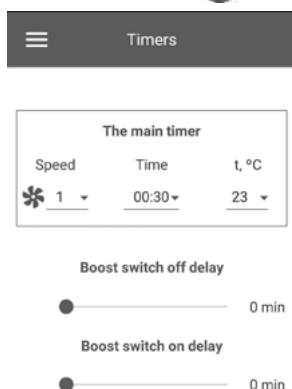 Timers
The main timer
Speed Time t, °C
1 00:30 23
Boost switch off delay
0 min
Boost switch on delay
0 min